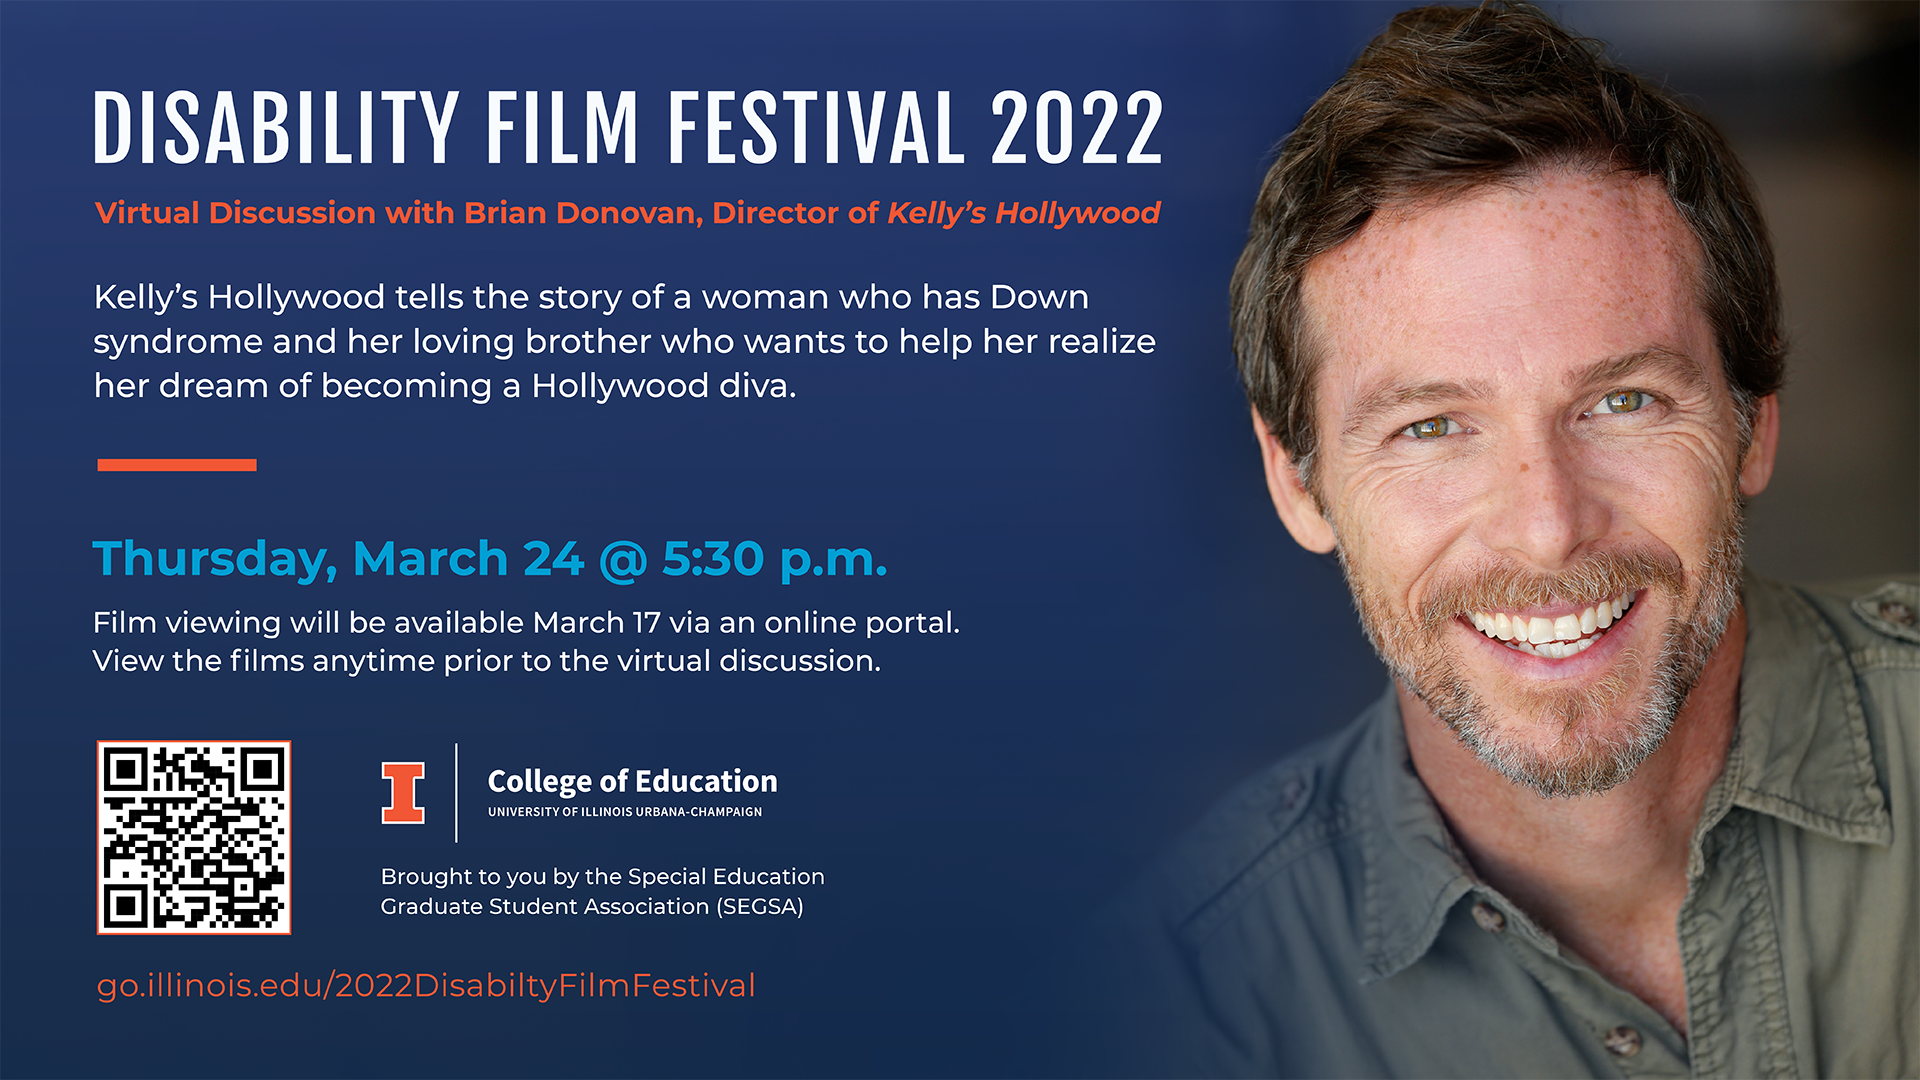 DISABILITY FILM FESTIVAL 2022
Virtual Discussion with Brian Donovan, Director of Kelly's Hollywood
Kelly's Hollywood tells the story of a woman who has Down
syndrome and her loving brother who wants to help her realize
her dream of becoming a Hollywood diva.
Thursday, March 24 @ 5:30 p.m.
Film viewing will be available March 17 via an online portal.
View the films anytime prior to the virtual discussion.
I
College of Education
UNIVERSITY OF ILLINOIS URBANA-CHAMPAIGN
Brought to you by the Special Education
Graduate Student Association (SEGSA)
go.illinois.edu/2022DisabiltyFilmFestival